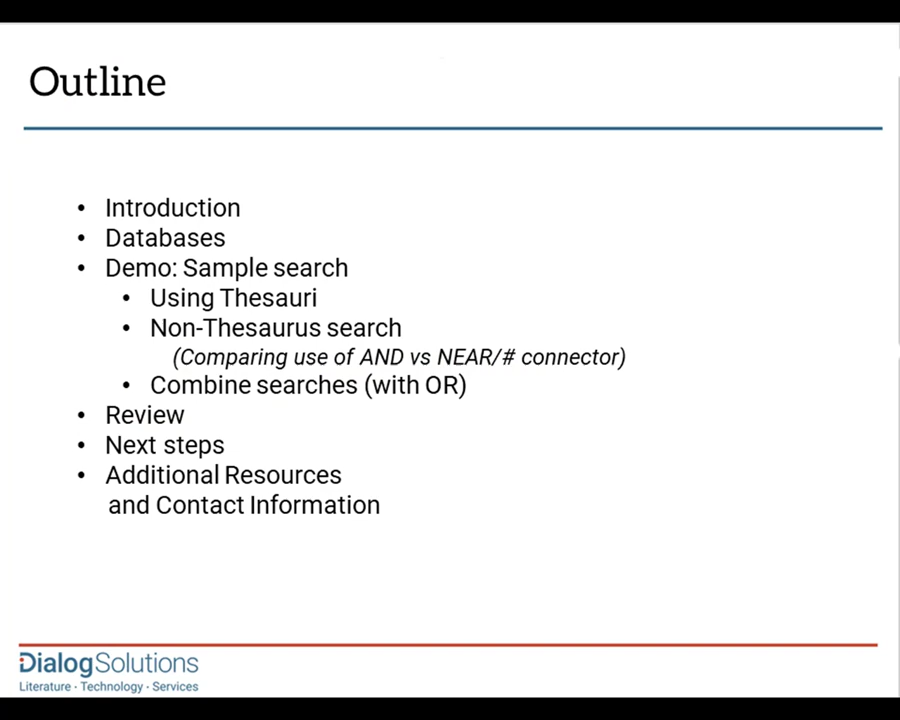 Outline
• Introduction
• Databases
• Demo: Sample search
• Using Thesauri
• Non-Thesaurus search
(Comparing use of AND vs NEAR/# connector)
• Combine searches (with OR)
• Review
• Next steps
• Additional Resources
and Contact Information
DialogSolutions
Literature · Technology · Services